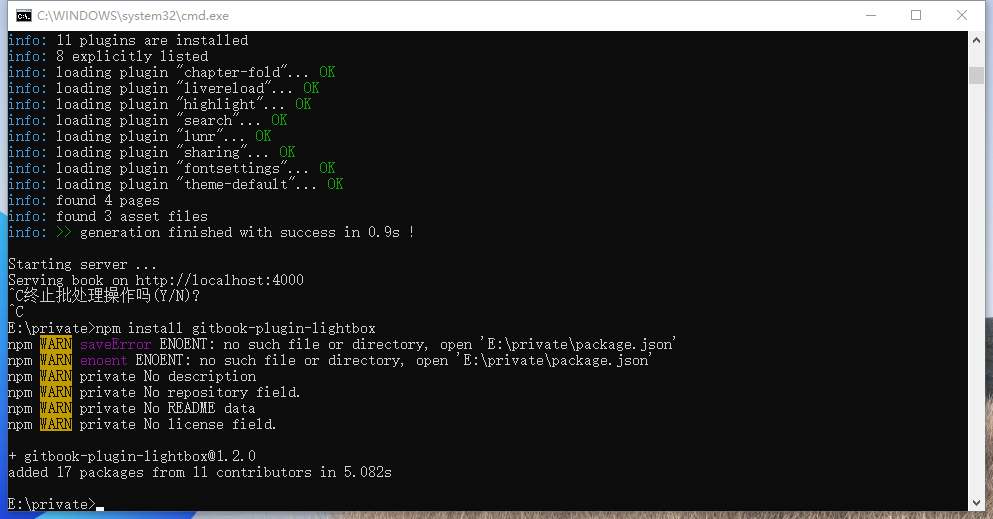 C:\WINDOWS\system32\cmd.exe
info: 11 plugins are installed
info: 8 explicitly listed
info: loading plugin "chapter-fold"... OK
info: loading plugin "livereload"... OK
info: loading plugin "highlight"... OK
info: loading plugin "search"... OK
info: loading plugin "lunr"... OK
info: loading plugin "sharing"... OK
info: loading plugin "fontsettings"... OK
info: loading plugin "theme-default"... OK
info: found 4 pages
info: found 3 asset files
info: >> generation finished with success in 0.9s !
Starting server ...
Serving book on http://localhost:4000
^C终止批处理操作吗(Y/N)?
^C
E:\private>npm install gitbook-plugin-lightbox
npm WARN saveError ENOENT: no such file or directory, open 'E:\private\package.json'
npm WARN enoent ENOENT: no such file or directory, open 'E:\private\package.json'
npm WARN private No description
npm WARN private No repository field.
npm WARN private No README data
npm WARN private No license field.
+ gitbook-plugin-lightbox@1.2.0
added 17 packages from 11 contributors in 5.082s
E:\private>